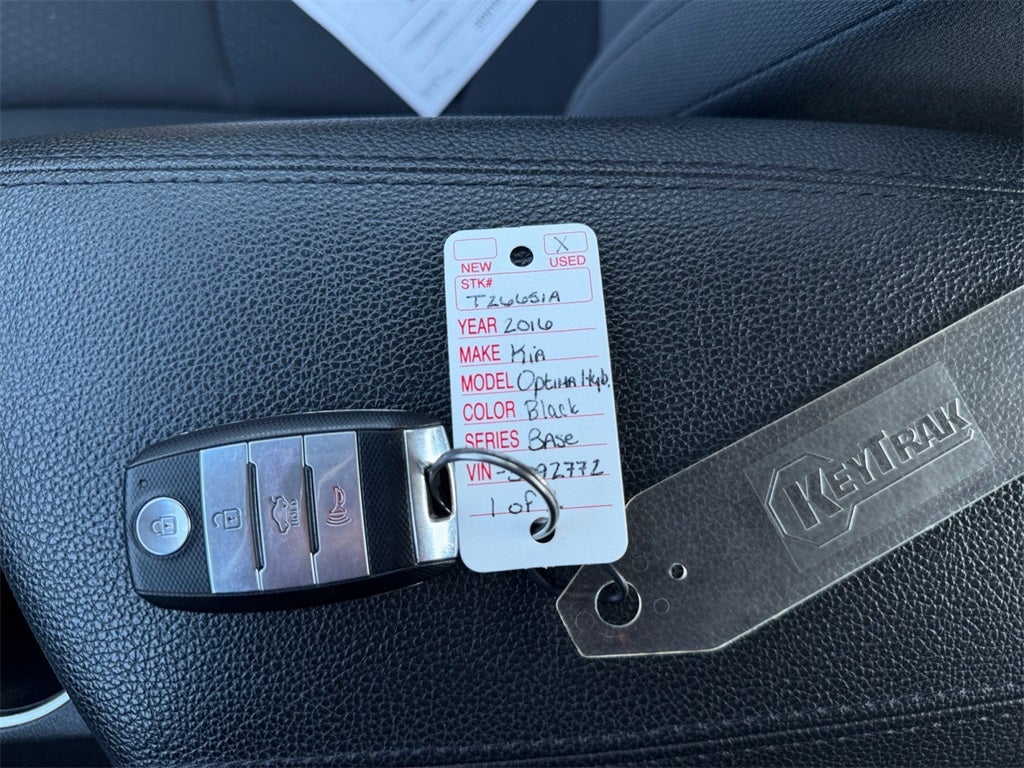 X
NEW USED
STK#
T26651A
YEAR 2016
MAKE Kia
MODEL Optima Hyb.
COLOR Black
SERIES Base
VIN
1 of
HOLD
KEYTRAK